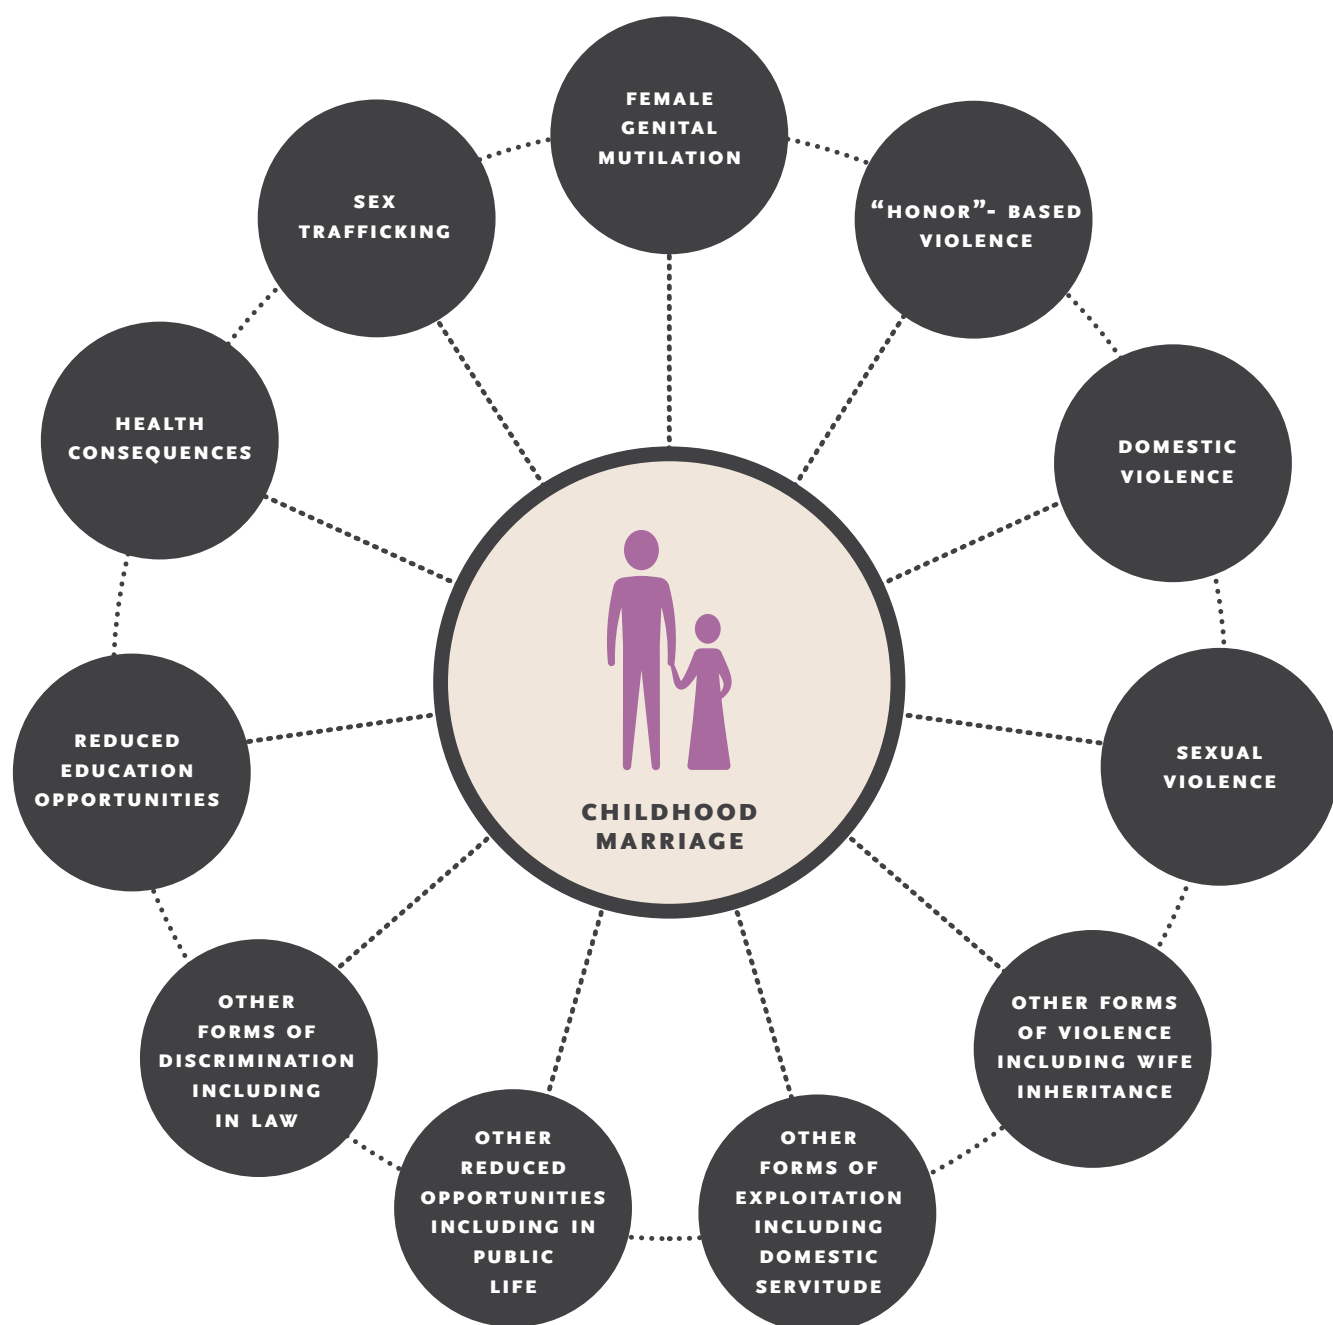 FEMALE
GENITAL
MUTILATION
“HONOR”- BASED
VIOLENCE
DOMESTIC
VIOLENCE
SEXUAL
VIOLENCE
OTHER FORMS
OF VIOLENCE
INCLUDING WIFE
INHERITANCE
OTHER
FORMS OF
EXPLOITATION
INCLUDING
DOMESTIC
SERVITUDE
OTHER
REDUCED
OPPORTUNITIES
INCLUDING IN
PUBLIC
LIFE
OTHER
FORMS OF
DISCRIMINATION
INCLUDING
IN LAW
REDUCED
EDUCATION
OPPORTUNITIES
HEALTH
CONSEQUENCES
SEX
TRAFFICKING
CHILDHOOD
MARRIAGE